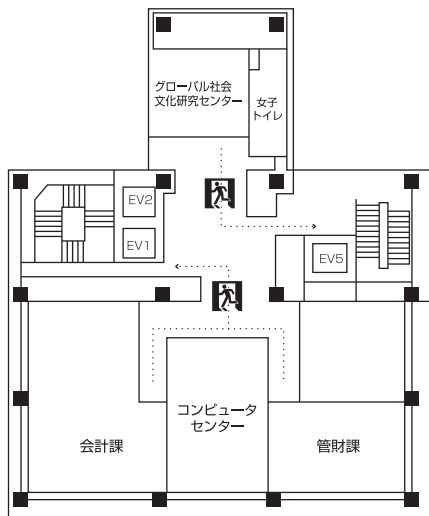 グローバル社会
文化研究センター
女子
トイレ
EV2
EV1
EV5
コンピュータ
センター
会計課
管財課